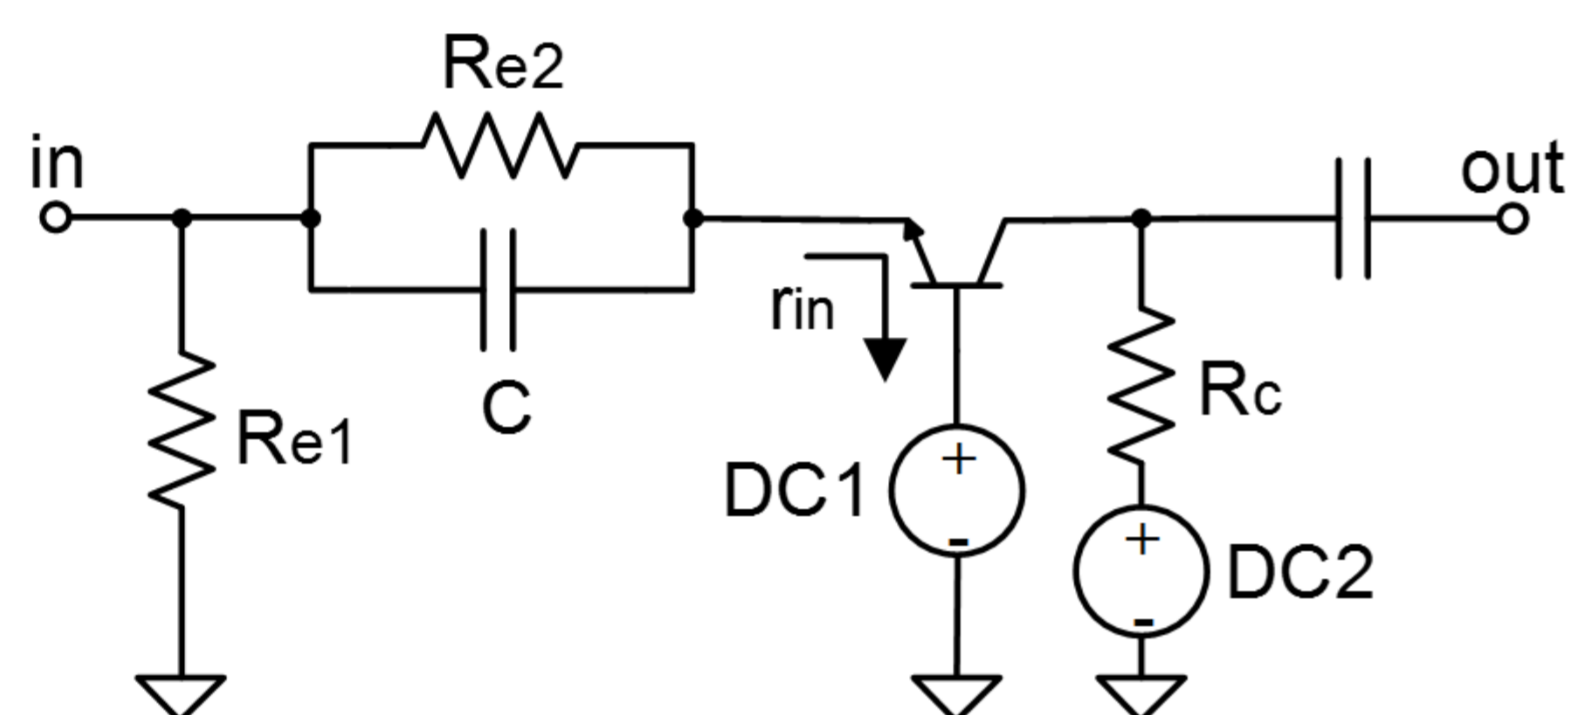 Re2
in
out
rin
C
Re1
Rc
DC1
+
-
+
-
DC2